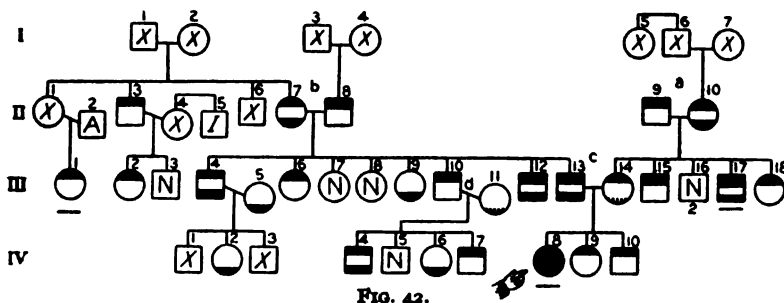 1 2 3 4 5 6 7
I X X X X X X X
1 2 3 4 5 6 7 b 8 9 a 10
II X A X I X
1 2 3 4 5 6 7 8 9 10 11 12 13 c 14 15 16 17 18
III N N N d N
2
1 2 3 4 5 6 7 8 9 10
IV X X N
FIG. 42.